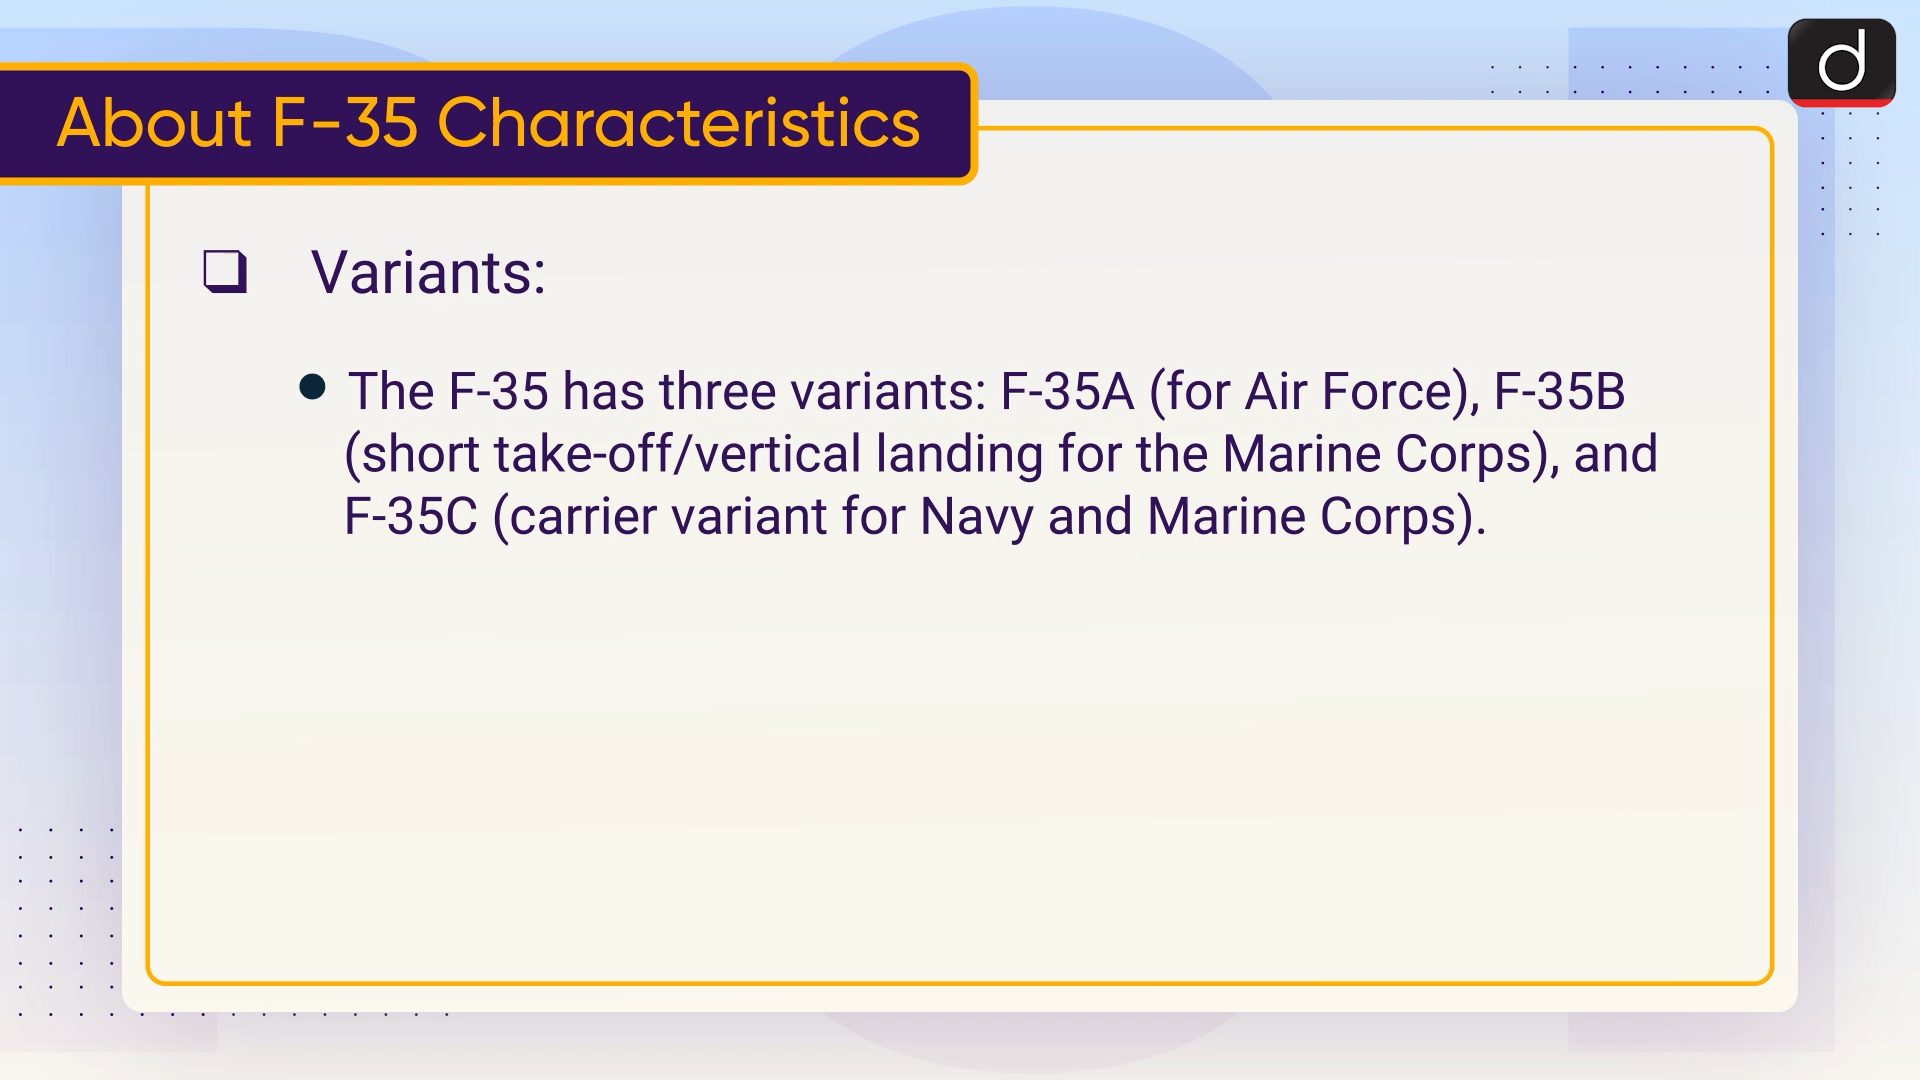 About F-35 Characteristics
d
❑ Variants:
● The F-35 has three variants: F-35A (for Air Force), F-35B
(short take-off/vertical landing for the Marine Corps), and
F-35C (carrier variant for Navy and Marine Corps).